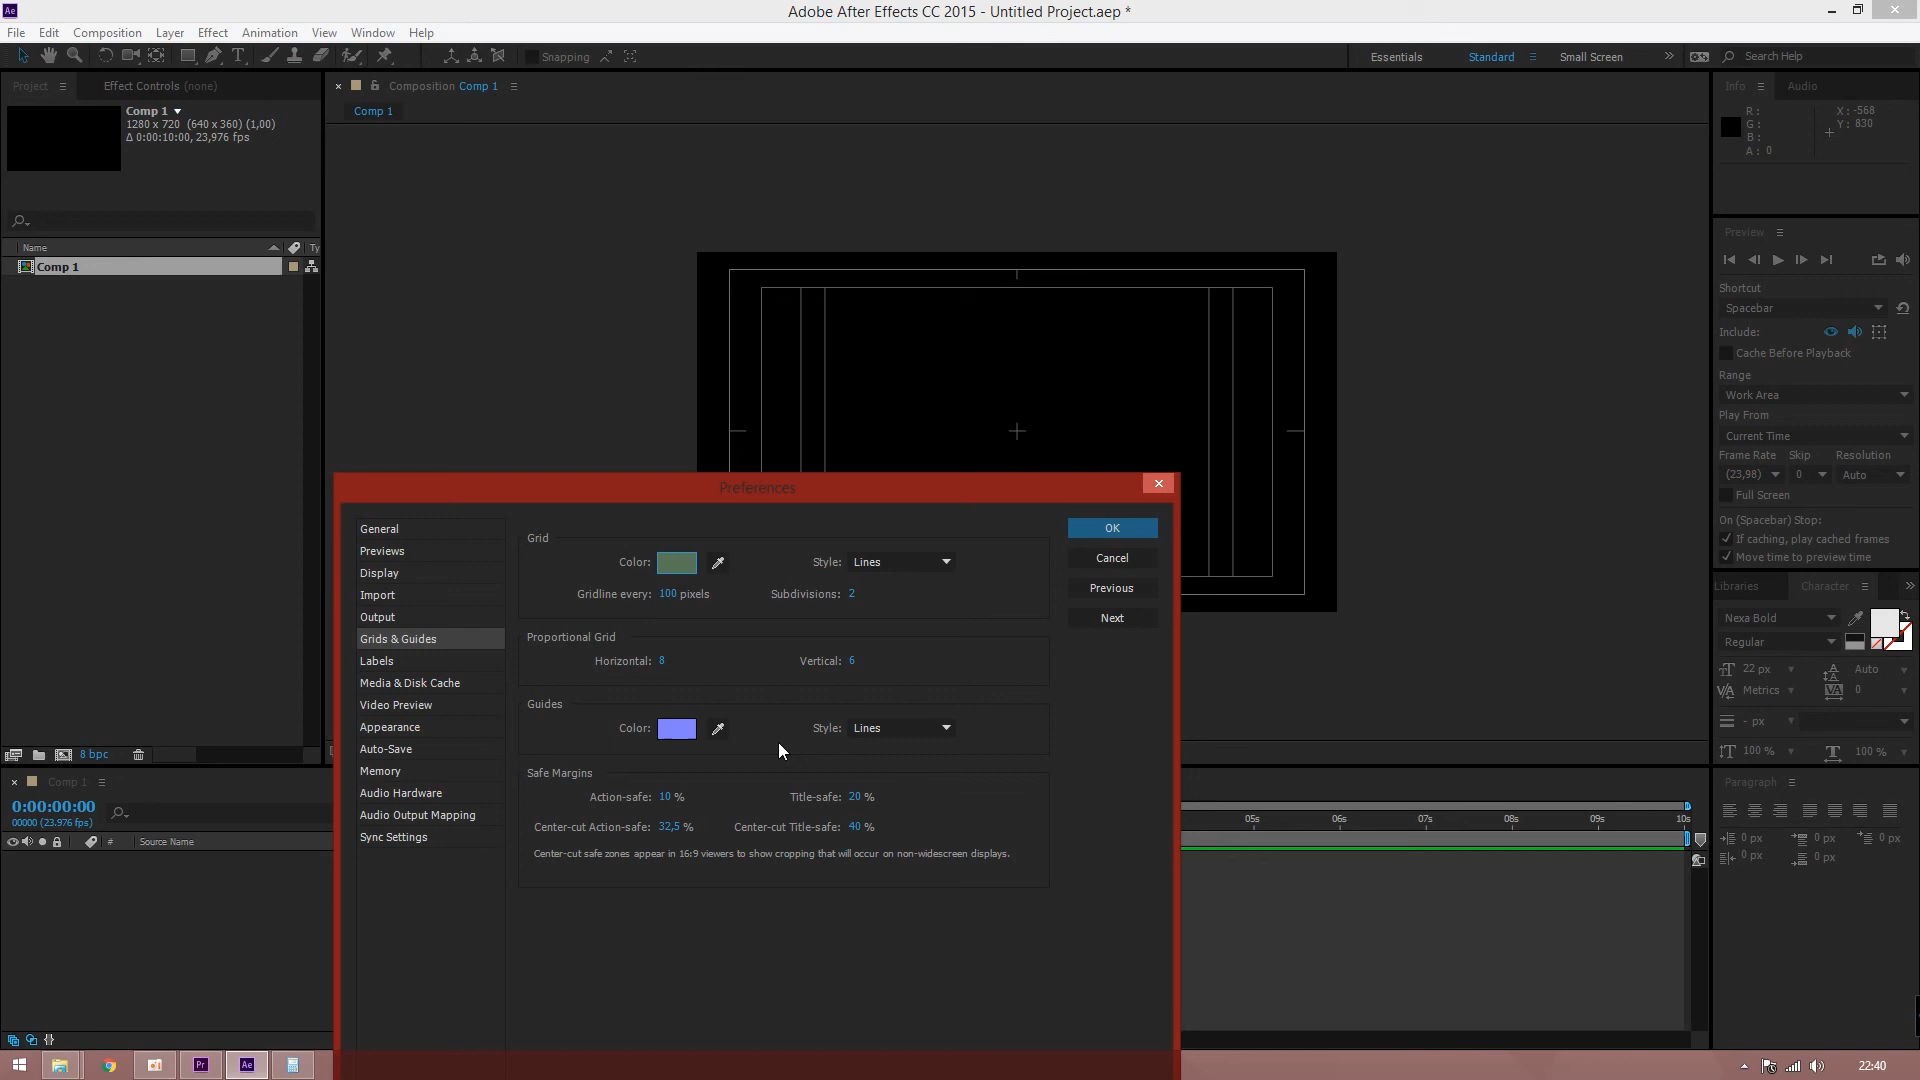 Ae
Adobe After Effects CC 2015 - Untitled Project.aep *
File Edit Composition Layer Effect Animation View Window Help
T Snapping Essentials Standard Small Screen » Search Help
Project Effect Controls (none)
Composition Comp 1
Info Audio
Comp 1
1280 x 720 (640 x 360) (1,00)
Δ 0:00:10:00, 23,976 fps
Comp 1
R: X: -568
G: Y: 830
B:
A: 0
Preview
Name Ty
Comp 1
Shortcut
Spacebar
Include:
Cache Before Playback
Range
Work Area
Play From
Current Time
Frame Rate Skip Resolution
(23,98) 0 Auto
Full Screen
On (Spacebar) Stop:
If caching, play cached frames
Move time to preview time
Preferences
General
Previews
Display
Import
Output
Grids & Guides
Labels
Media & Disk Cache
Video Preview
Appearance
Auto-Save
Memory
Audio Hardware
Audio Output Mapping
Sync Settings
Grid
Color: Style: Lines
Gridline every: 100 pixels Subdivisions: 2
Proportional Grid
Horizontal: 8 Vertical: 6
Guides
Color: Style: Lines
Safe Margins
Action-safe: 10 % Title-safe: 20 %
Center-cut Action-safe: 32,5 % Center-cut Title-safe: 40 %
Center-cut safe zones appear in 16:9 viewers to show cropping that will occur on non-widescreen displays.
OK
Cancel
Previous
Next
Libraries Character »
Nexa Bold
Regular
22 px Auto
Metrics 0
- px
100 % 100 %
8 bpc
Comp 1
0:00:00:00
00000 (23.976 fps)
# Source Name
05s 06s 07s 08s 09s 10s
Paragraph
0 px 0 px 0 px
0 px 0 px
Pr Ae 22:40